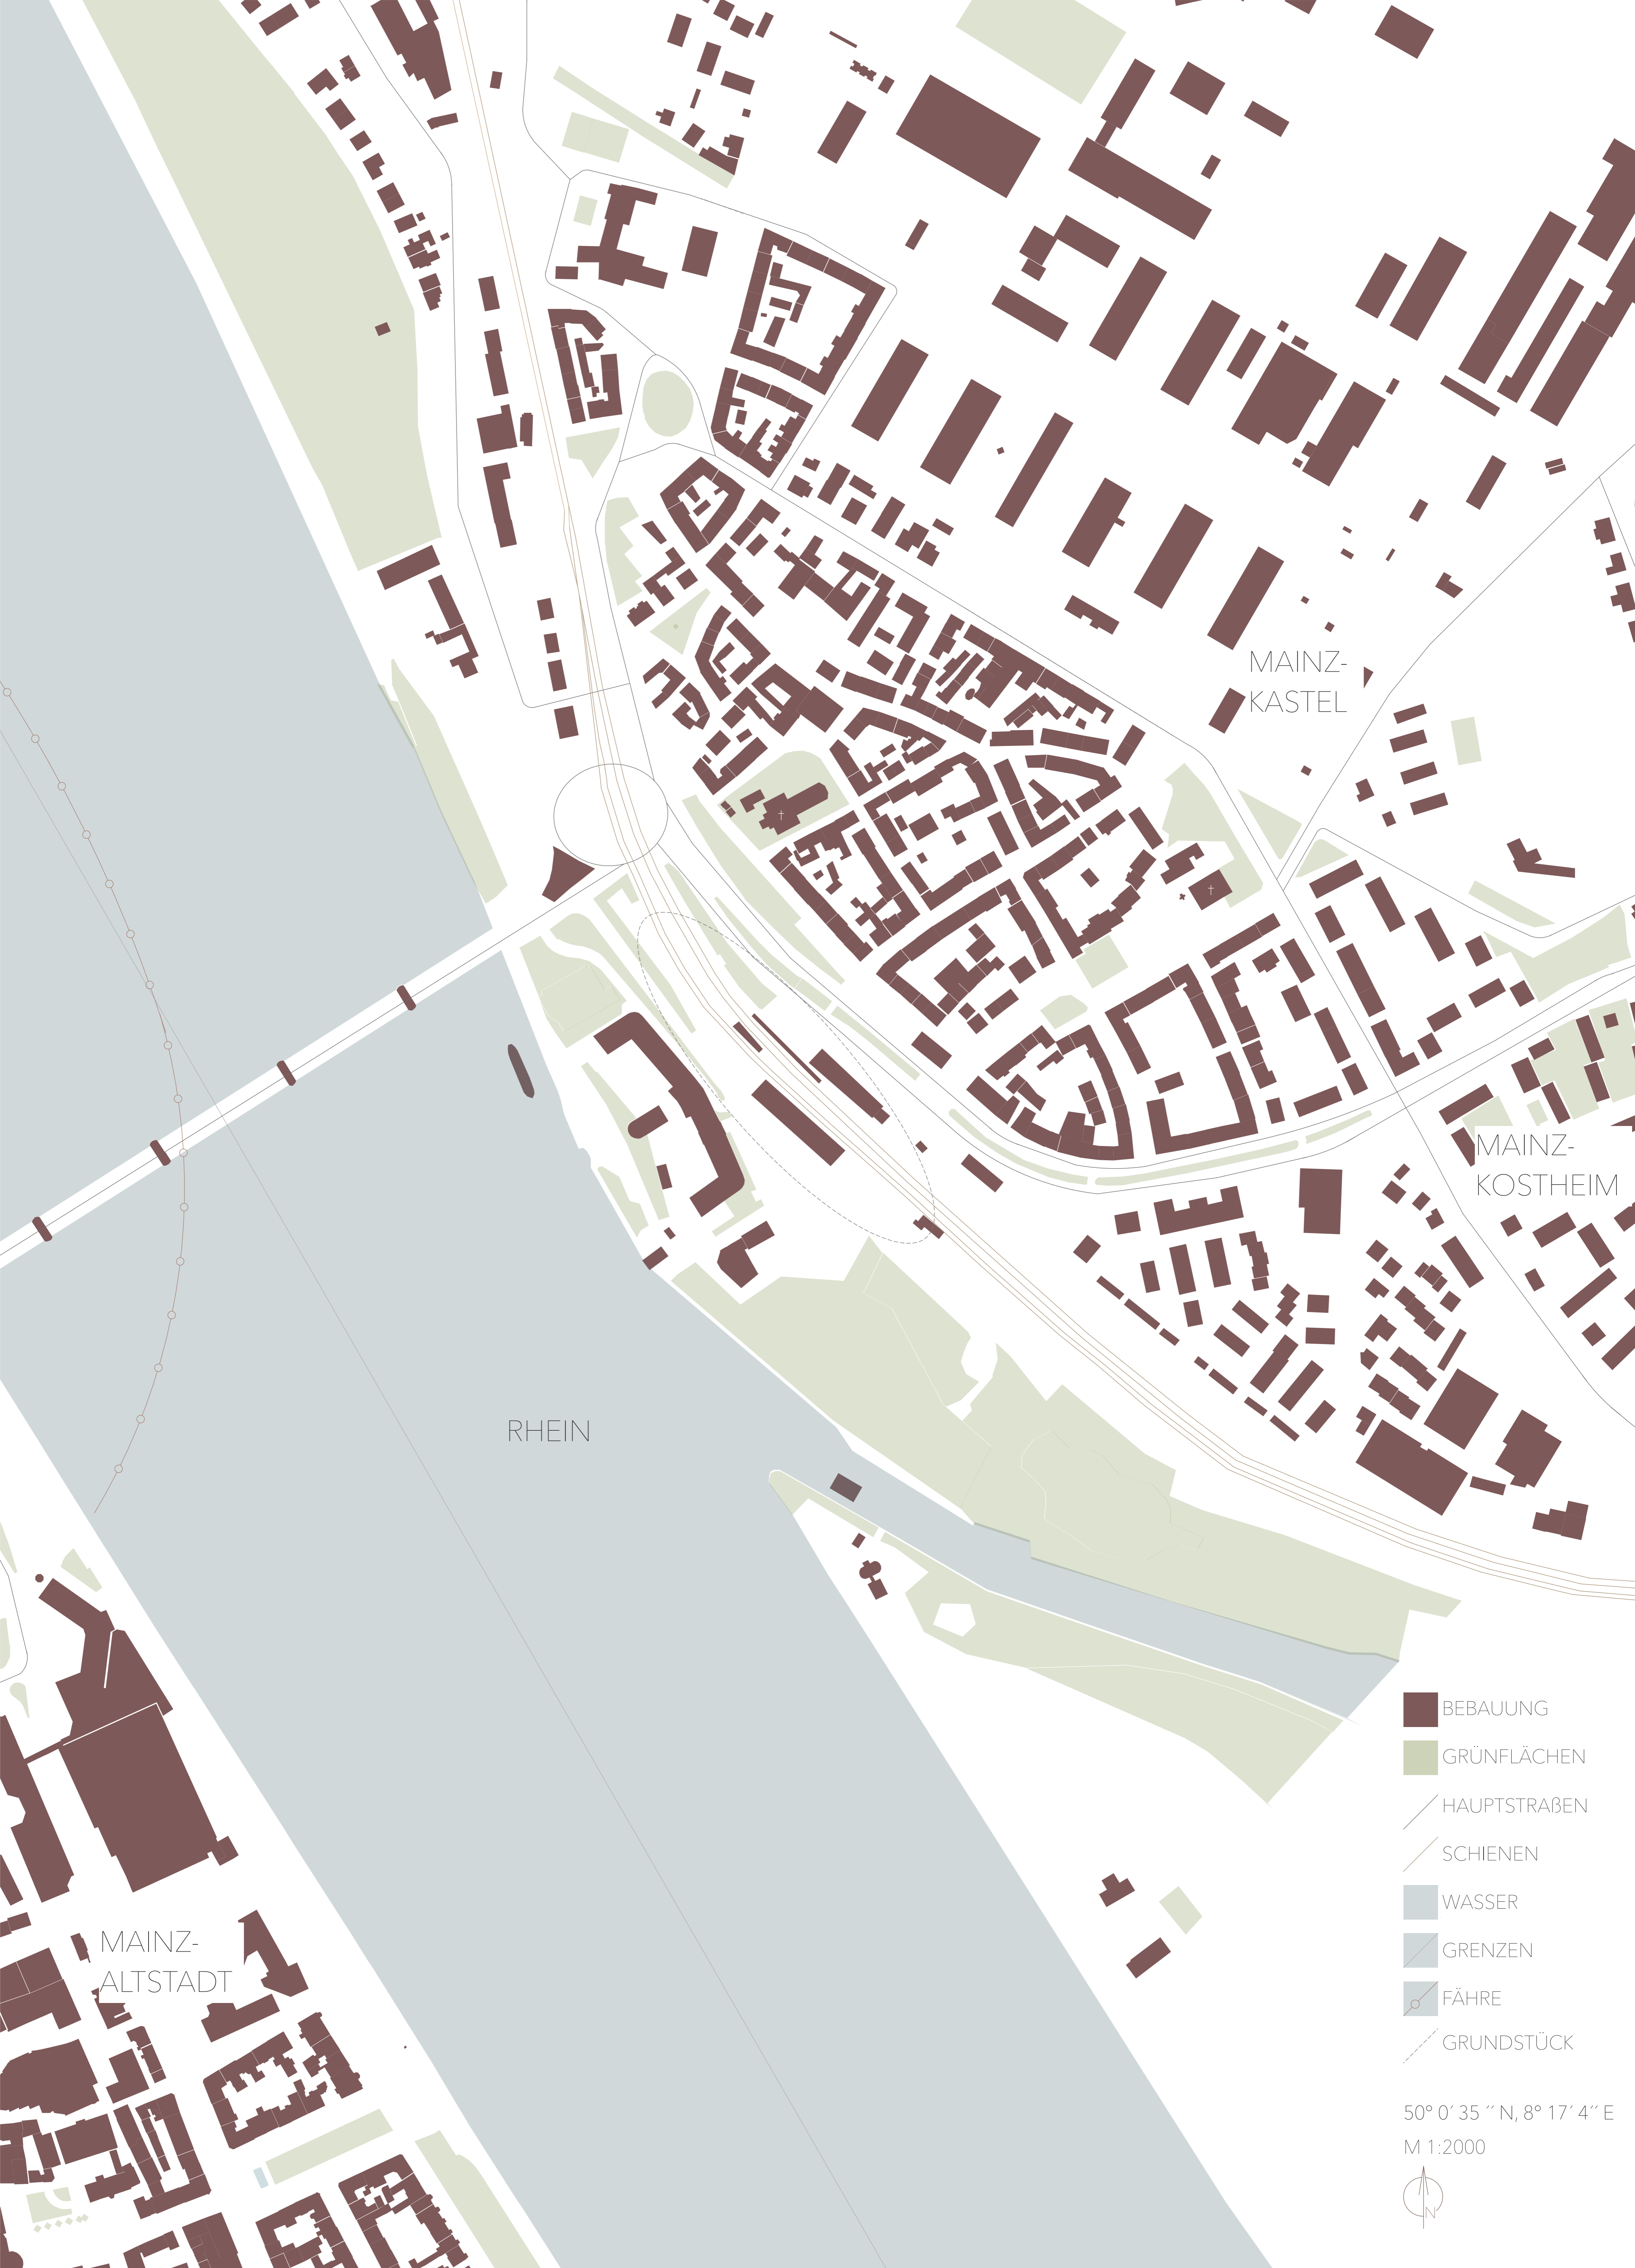 MAINZ-
KASTEL
MAINZ-
KOSTHEIM
RHEIN
MAINZ-
ALTSTADT
BEBAUUNG
GRÜNFLÄCHEN
HAUPTSTRAßEN
SCHIENEN
WASSER
GRENZEN
FÄHRE
GRUNDSTÜCK
50° 0´ 35 ´´ N, 8° 17´ 4´´ E
M 1:2000
N